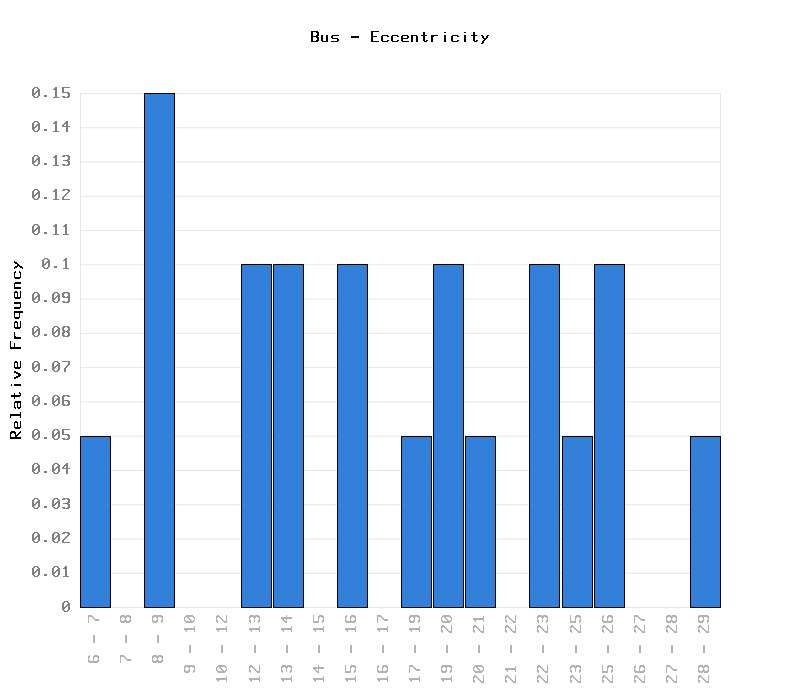 Bus - Eccentricity
Relative Frequency
0.15
0.14
0.13
0.12
0.11
0.1
0.09
0.08
0.07
0.06
0.05
0.04
0.03
0.02
0.01
0
6 - 7
7 - 8
8 - 9
9 - 10
10 - 12
12 - 13
13 - 14
14 - 15
15 - 16
16 - 17
17 - 19
19 - 20
20 - 21
21 - 22
22 - 23
23 - 25
25 - 26
26 - 27
27 - 28
28 - 29